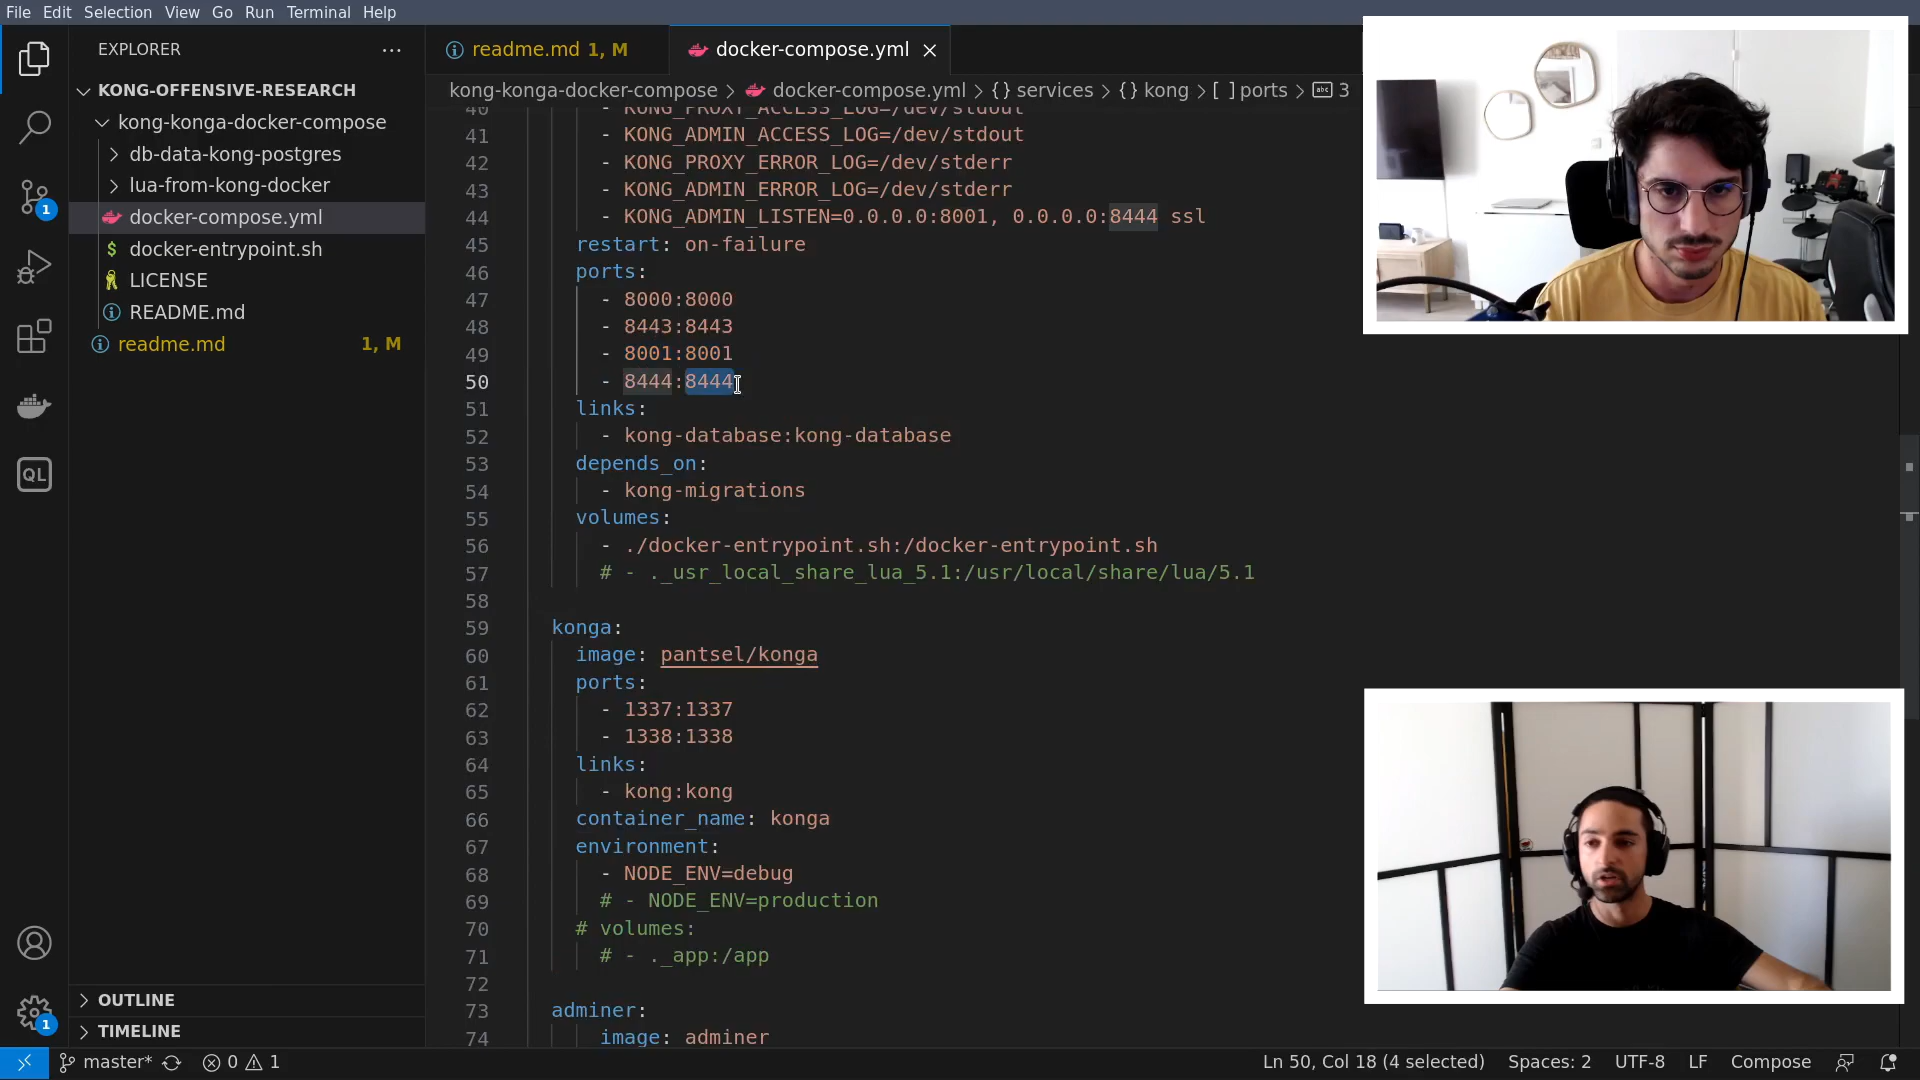 File Edit Selection View Go Run Terminal Help
EXPLORER
KONG-OFFENSIVE-RESEARCH
kong-konga-docker-compose
db-data-kong-postgres
lua-from-kong-docker
docker-compose.yml
docker-entrypoint.sh
LICENSE
README.md
readme.md 1, M
OUTLINE
TIMELINE
readme.md 1, M docker-compose.yml
kong-konga-docker-compose > docker-compose.yml > {} services > {} kong > [ ] ports > abc 3
40 - KONG_PROXY_ACCESS_LOG=/dev/stdout
41 - KONG_ADMIN_ACCESS_LOG=/dev/stdout
42 - KONG_PROXY_ERROR_LOG=/dev/stderr
43 - KONG_ADMIN_ERROR_LOG=/dev/stderr
44 - KONG_ADMIN_LISTEN=0.0.0.0:8001, 0.0.0.0:8444 ssl
45 restart: on-failure
46 ports:
47 - 8000:8000
48 - 8443:8443
49 - 8001:8001
50 - 8444:8444
51 links:
52 - kong-database:kong-database
53 depends_on:
54 - kong-migrations
55 volumes:
56 - ./docker-entrypoint.sh:/docker-entrypoint.sh
57 # - ._usr_local_share_lua_5.1:/usr/local/share/lua/5.1
58
59 konga:
60 image: pantsel/konga
61 ports:
62 - 1337:1337
63 - 1338:1338
64 links:
65 - kong:kong
66 container_name: konga
67 environment:
68 - NODE_ENV=debug
69 # - NODE_ENV=production
70 # volumes:
71 # - ._app:/app
72
73 adminer:
74 image: adminer
1
QL
1
master* 0 1 Ln 50, Col 18 (4 selected) Spaces: 2 UTF-8 LF Compose